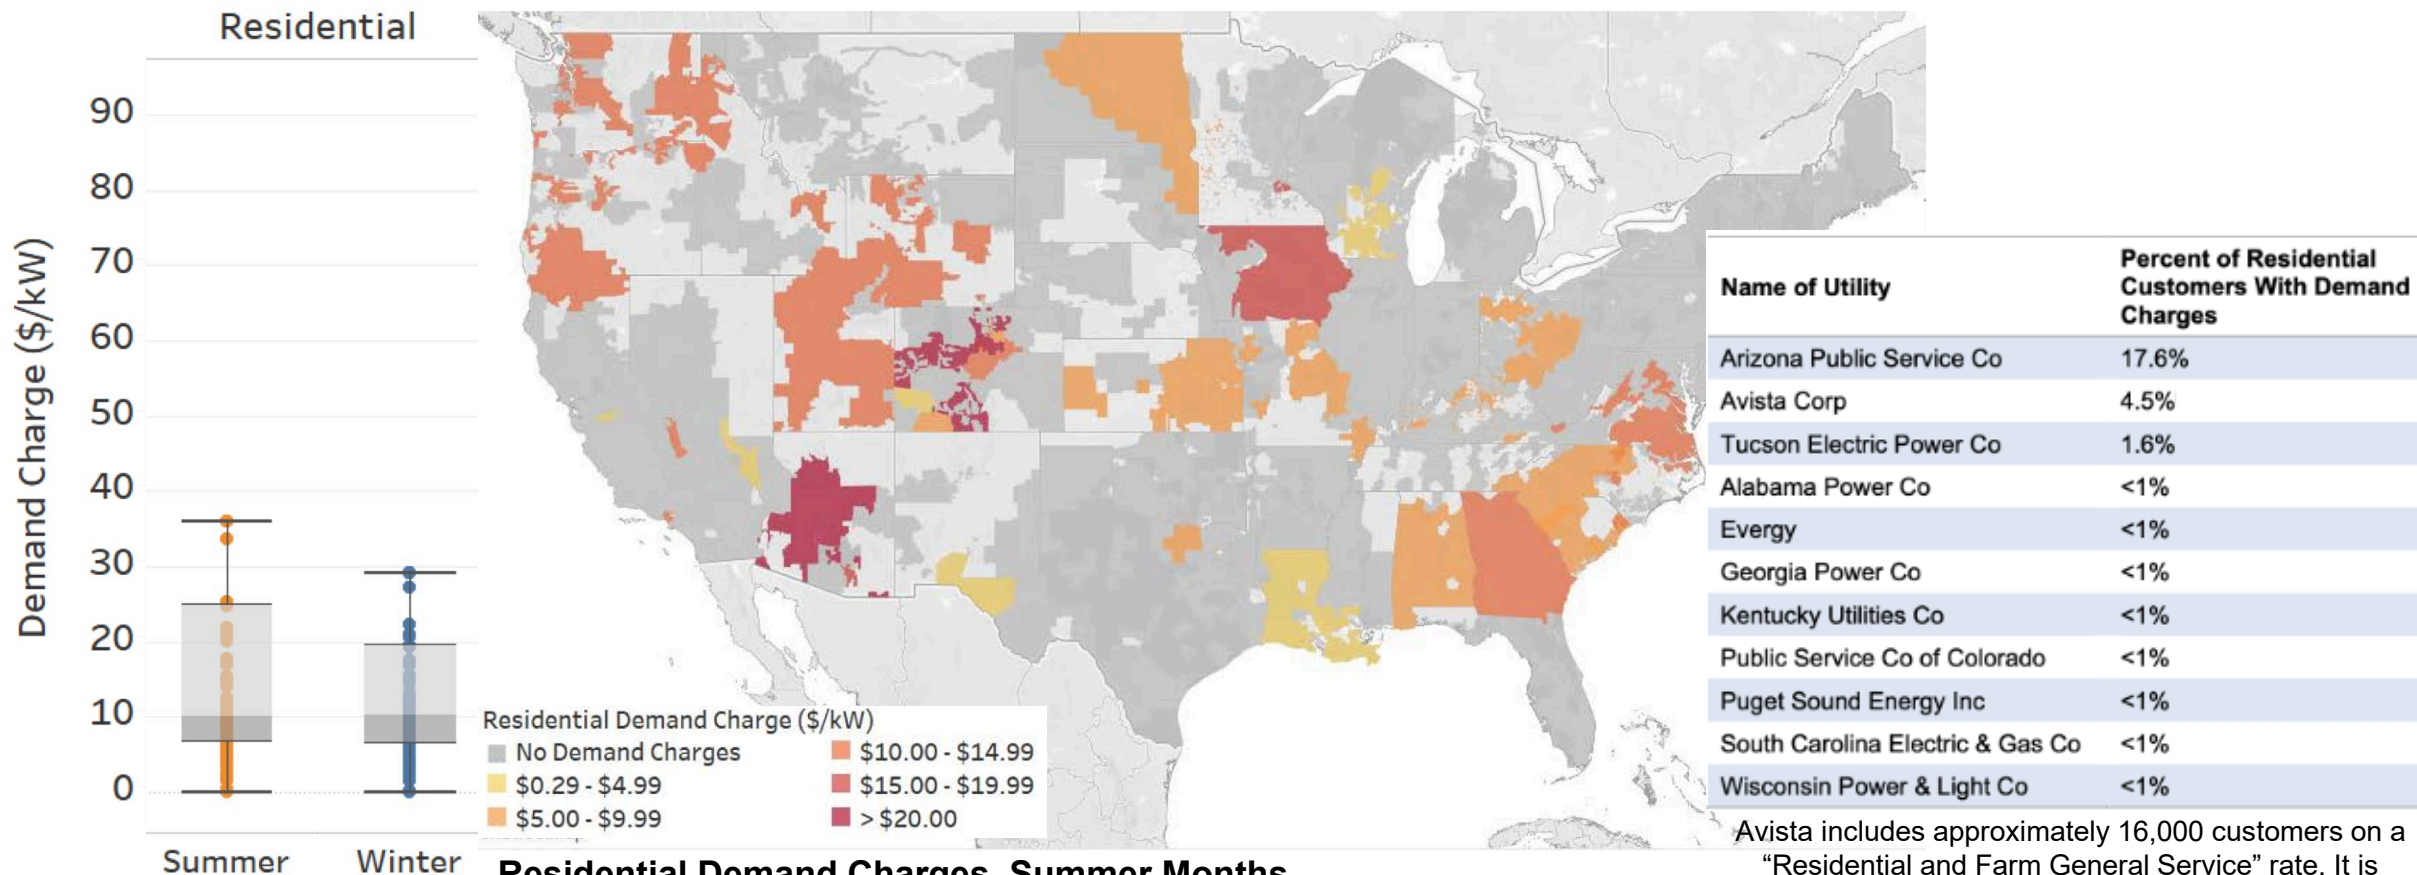 Residential
Demand Charge ($/kW)
90
80
70
60
50
40
30
20
10
0
Summer
Winter
Residential Demand Charge ($/kW)
No Demand Charges
$0.29 - $4.99
$5.00 - $9.99
$10.00 - $14.99
$15.00 - $19.99
> $20.00
Residential Demand Charges, Summer Months
Name of Utility
Percent of Residential
Customers With Demand
Charges
Arizona Public Service Co 17.6%
Avista Corp 4.5%
Tucson Electric Power Co 1.6%
Alabama Power Co <1%
Evergy <1%
Georgia Power Co <1%
Kentucky Utilities Co <1%
Public Service Co of Colorado <1%
Puget Sound Energy Inc <1%
South Carolina Electric & Gas Co <1%
Wisconsin Power & Light Co <1%
Avista includes approximately 16,000 customers on a
“Residential and Farm General Service” rate. It is